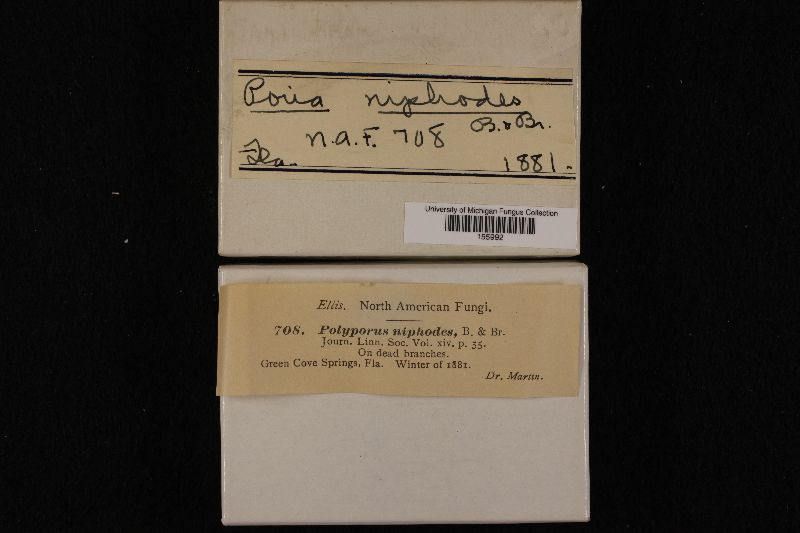 Poria niphodes
B. & Br.
N.A.F. 708
Fla. 1881.
University of Michigan Fungus Collection
155992
Ellis. North American Fungi.
708. Polyporus niphodes, B. & Br.
Journ. Linn. Soc. Vol. xiv. p. 55.
On dead branches.
Green Cove Springs, Fla. Winter of 1881.
Dr. Martin.